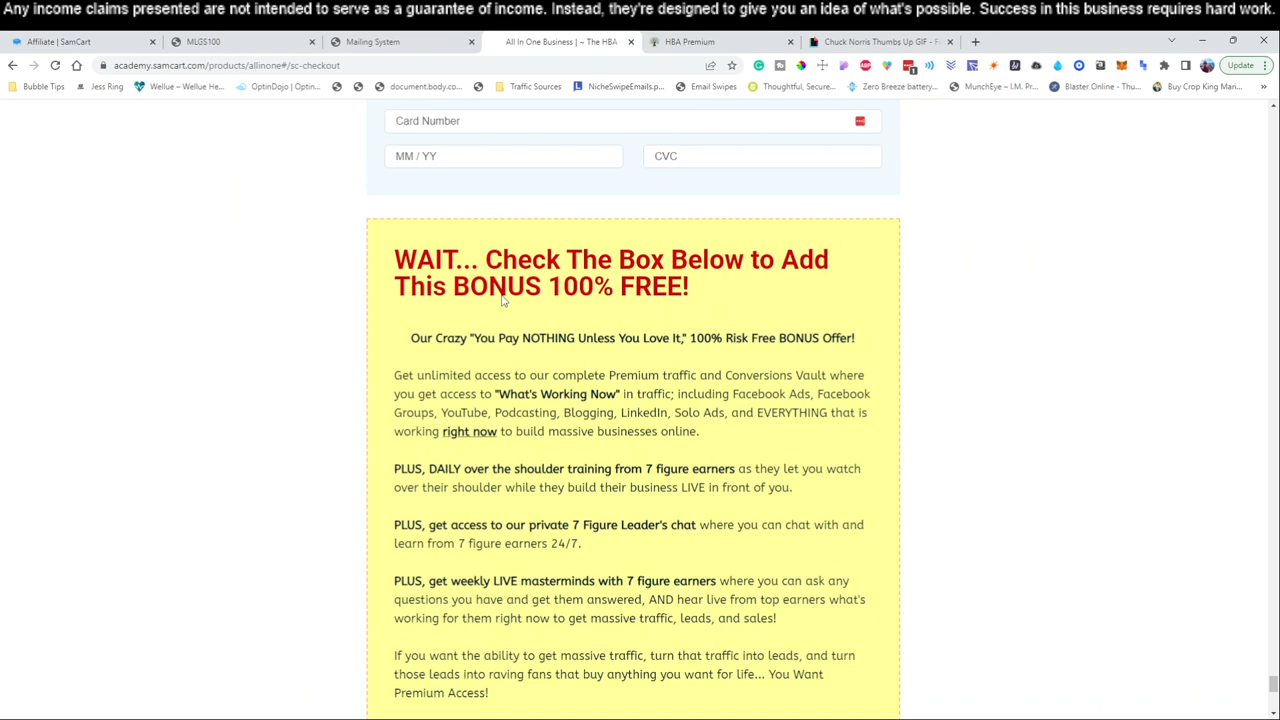 Any income claims presented are not intended to serve as a guarantee of income. Instead, they're designed to give you an idea of what's possible. Success in this business requires hard work.
Affiliate | SamCart
MLGS100
Mailing System
All In One Business | ~ The HBA
HBA Premium
Chuck Norris Thumbs Up GIF - F
academy.samcart.com/products/allinone#/sc-checkout
Update
Bubble Tips
Jess Ring
Wellue – Wellue He...
OptinDojo | Optin...
document.body.co...
Traffic Sources
NicheSwipeEmails.p...
Email Swipes
Thoughtful, Secure...
Zero Breeze battery...
MunchEye – I.M. Pr...
Blaster Online - Thu...
Buy Crop King Mari...
Card Number
MM / YY
CVC
WAIT... Check The Box Below to Add
This BONUS 100% FREE!
Our Crazy "You Pay NOTHING Unless You Love It," 100% Risk Free BONUS Offer!
Get unlimited access to our complete Premium traffic and Conversions Vault where
you get access to "What's Working Now" in traffic; including Facebook Ads, Facebook
Groups, YouTube, Podcasting, Blogging, LinkedIn, Solo Ads, and EVERYTHING that is
working right now to build massive businesses online.
PLUS, DAILY over the shoulder training from 7 figure earners as they let you watch
over their shoulder while they build their business LIVE in front of you.
PLUS, get access to our private 7 Figure Leader's chat where you can chat with and
learn from 7 figure earners 24/7.
PLUS, get weekly LIVE masterminds with 7 figure earners where you can ask any
questions you have and get them answered, AND hear live from top earners what's
working for them right now to get massive traffic, leads, and sales!
If you want the ability to get massive traffic, turn that traffic into leads, and turn
those leads into raving fans that buy anything you want for life... You Want
Premium Access!